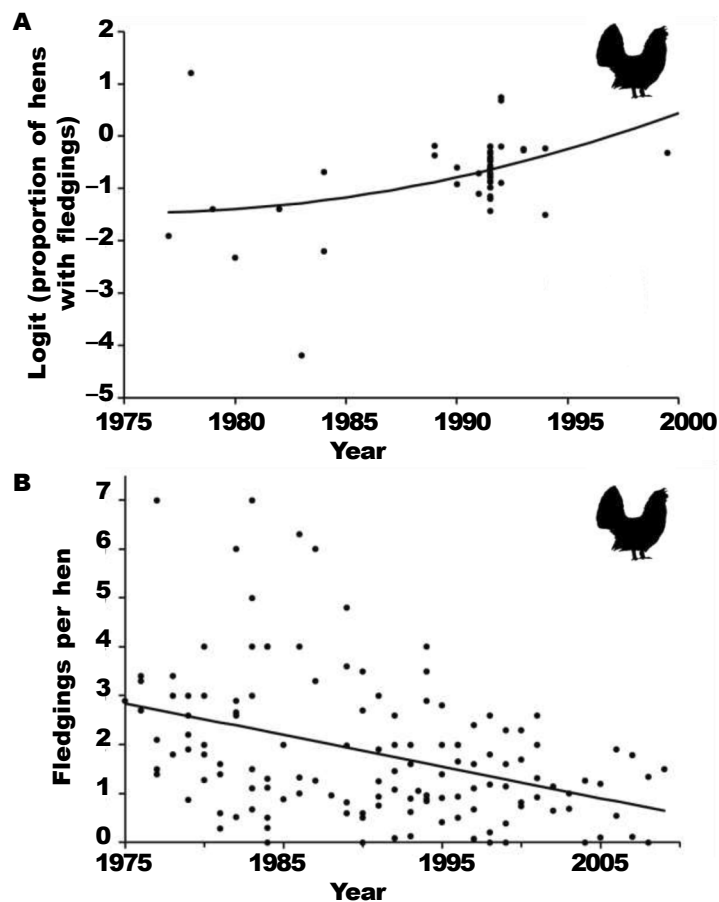 A
Logit (proportion of hens
with fledgings)
2
1
0
–1
–2
–3
–4
–5
1975 1980 1985 1990 1995 2000
Year
B
Fledgings per hen
7
6
5
4
3
2
1
0
1975 1985 1995 2005
Year